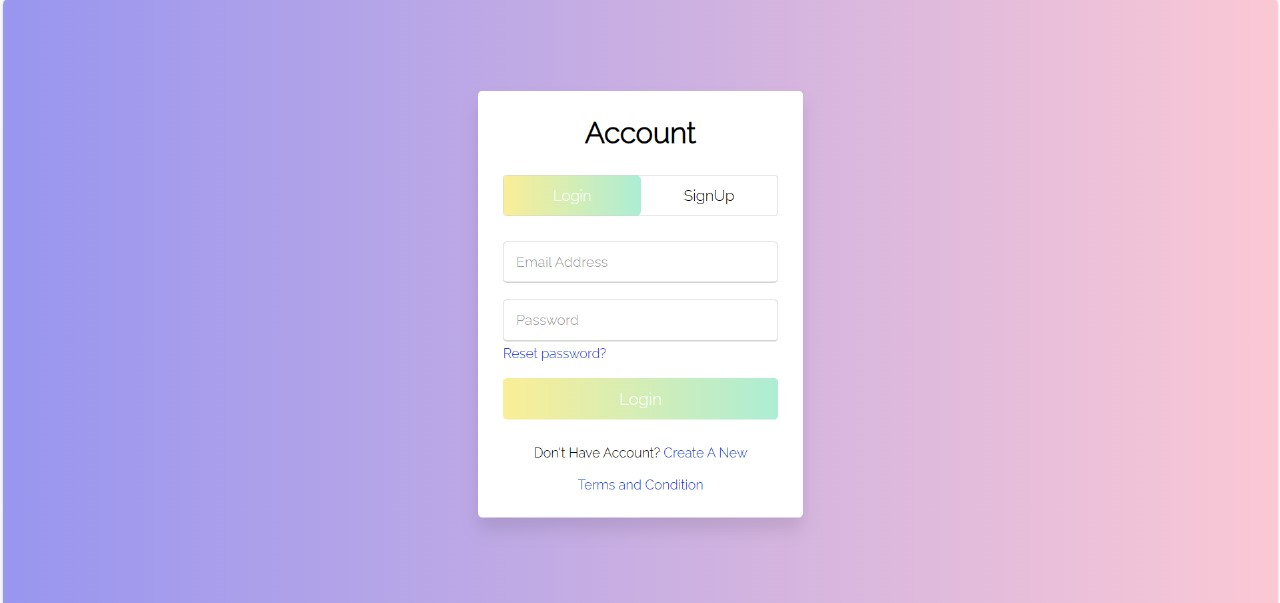 Account
Login SignUp
Email Address
Password
Reset password?
Login
Don't Have Account? Create A New
Terms and Condition